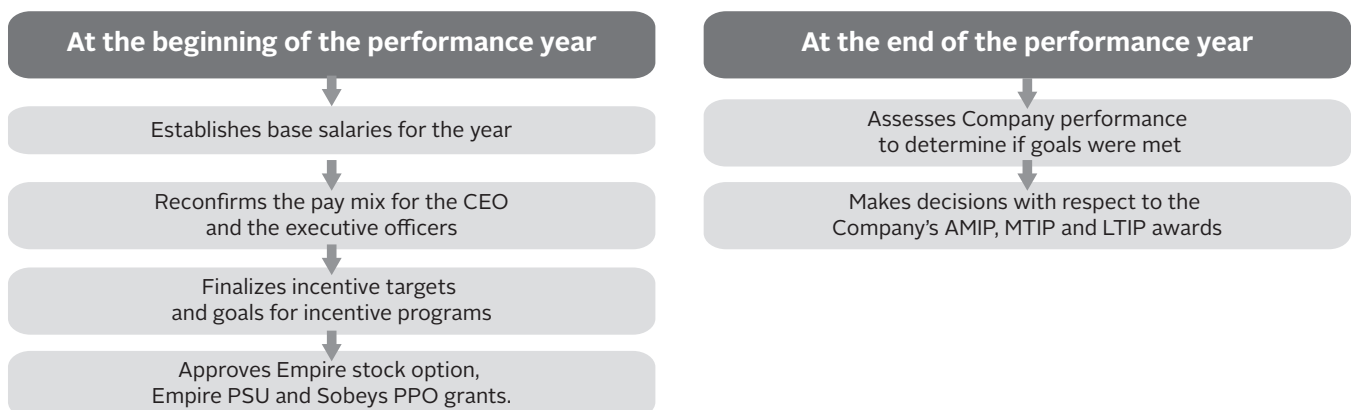 At the beginning of the performance year
Establishes base salaries for the year
Reconfirms the pay mix for the CEO
and the executive officers
Finalizes incentive targets
and goals for incentive programs
Approves Empire stock option,
Empire PSU and Sobeys PPO grants.
At the end of the performance year
Assesses Company performance
to determine if goals were met
Makes decisions with respect to the
Company’s AMIP, MTIP and LTIP awards